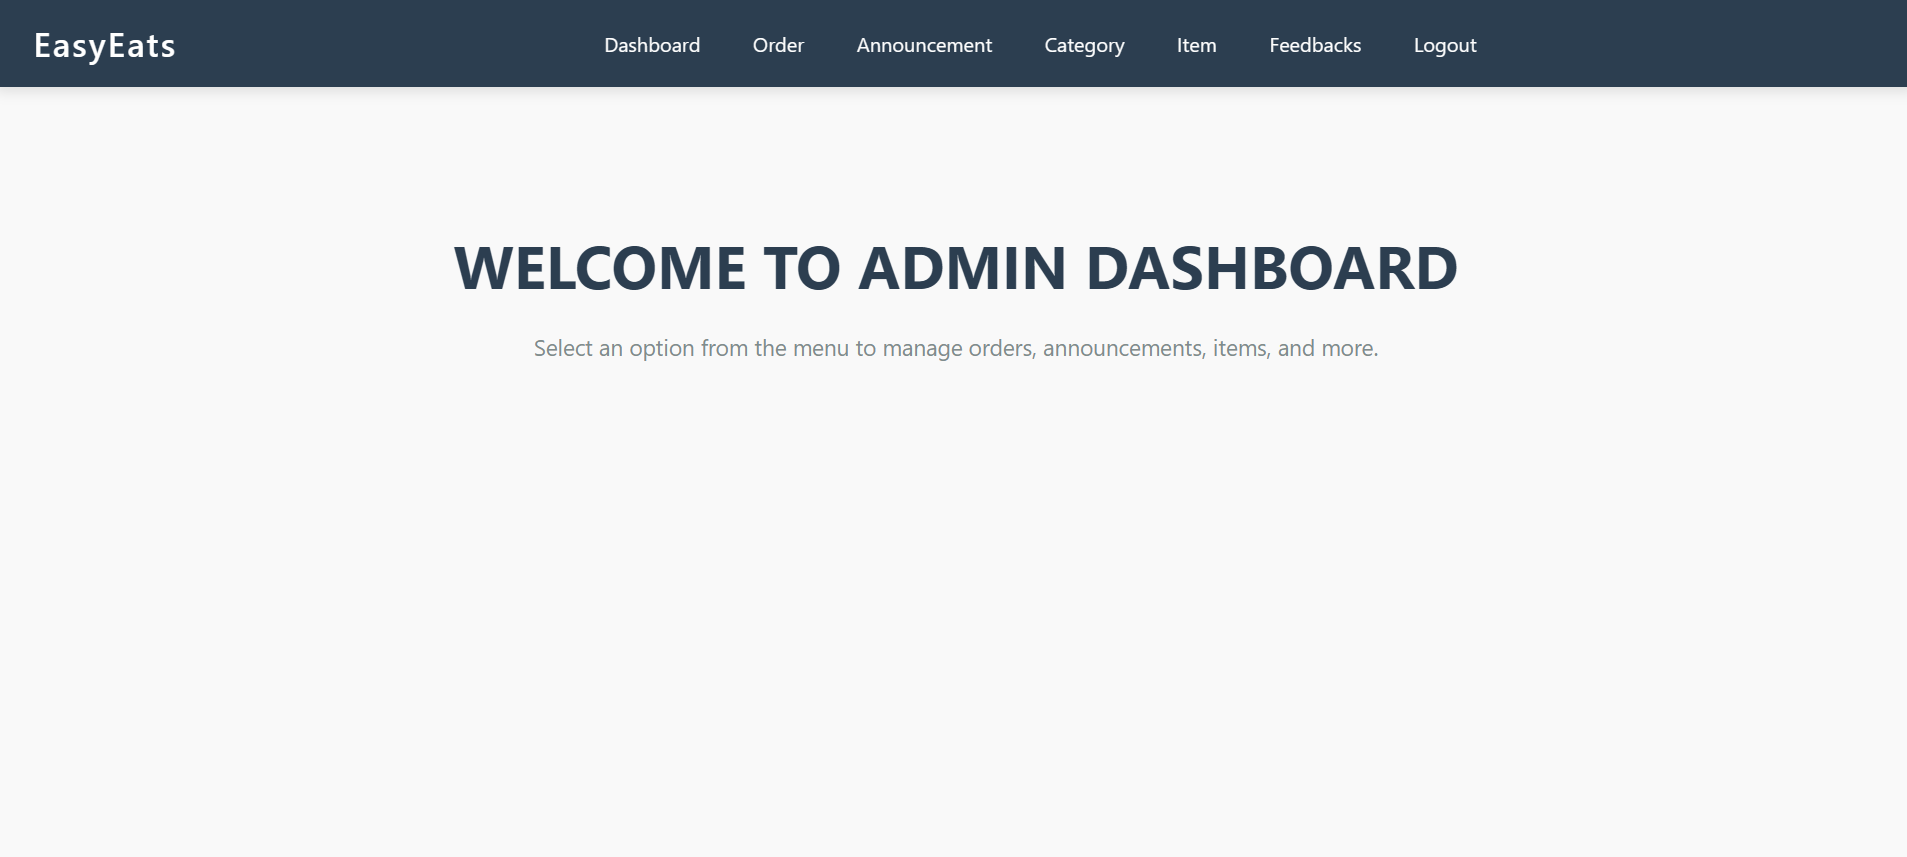 EasyEats Dashboard Order Announcement Category Item Feedbacks Logout
WELCOME TO ADMIN DASHBOARD
Select an option from the menu to manage orders, announcements, items, and more.